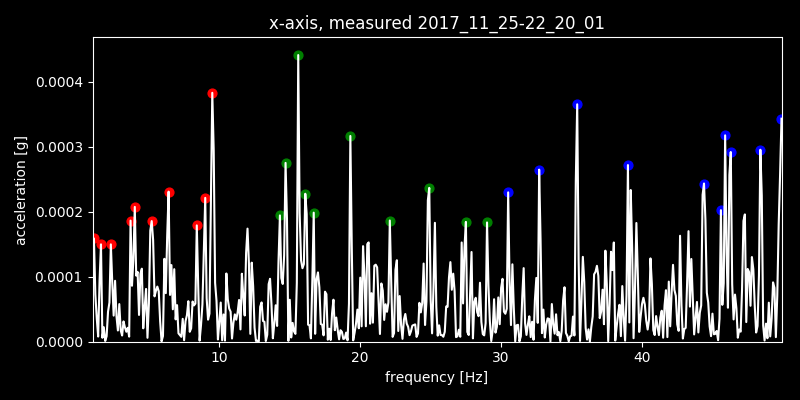 x-axis, measured 2017_11_25-22_20_01
acceleration [g]
0.0004
0.0003
0.0002
0.0001
0.0000
10 20 30 40
frequency [Hz]